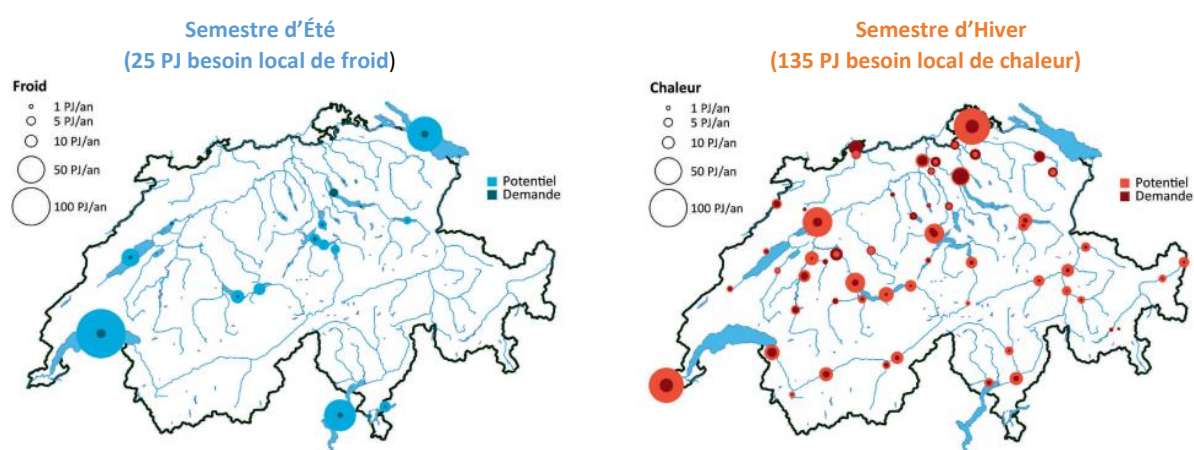 Semestre d'Été
(25 PJ besoin local de froid)
Froid
1 PJ/an
5 PJ/an
10 PJ/an
50 PJ/an
100 PJ/an
Potentiel
Demande
Semestre d'Hiver
(135 PJ besoin local de chaleur)
Chaleur
1 PJ/an
5 PJ/an
10 PJ/an
50 PJ/an
100 PJ/an
Potentiel
Demande